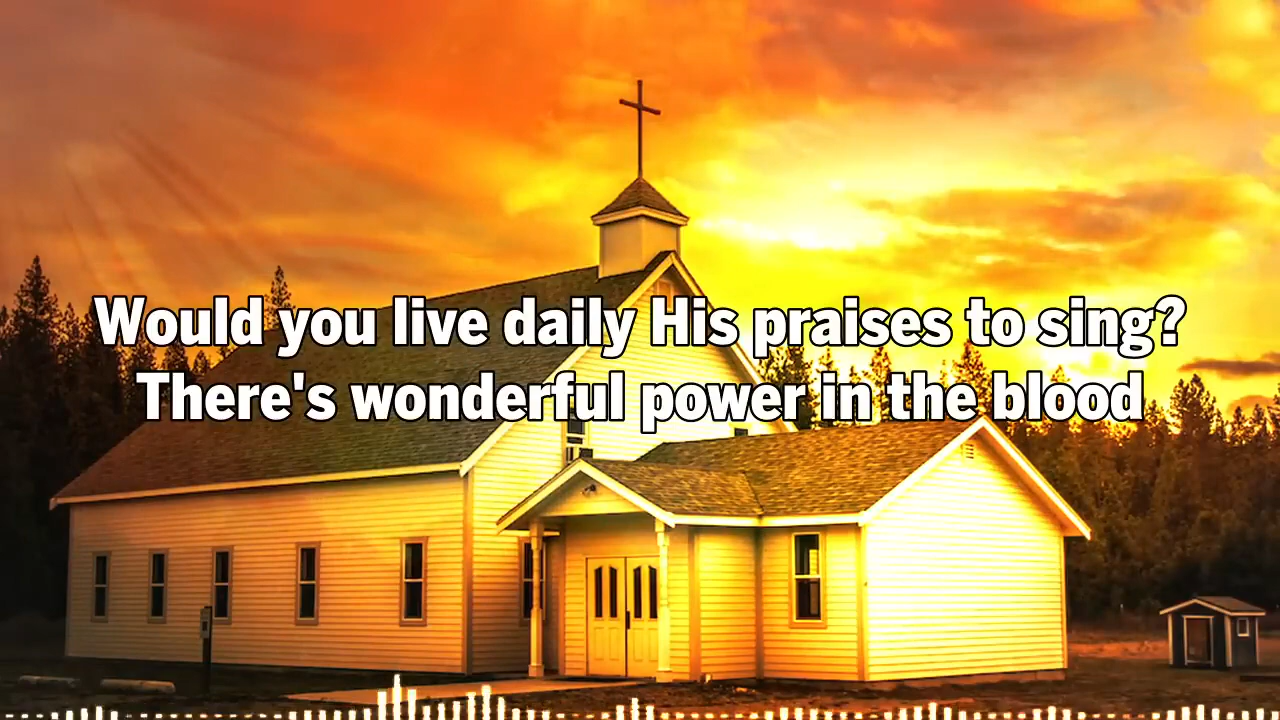 Would you live daily His praises to sing?
There's wonderful power in the blood